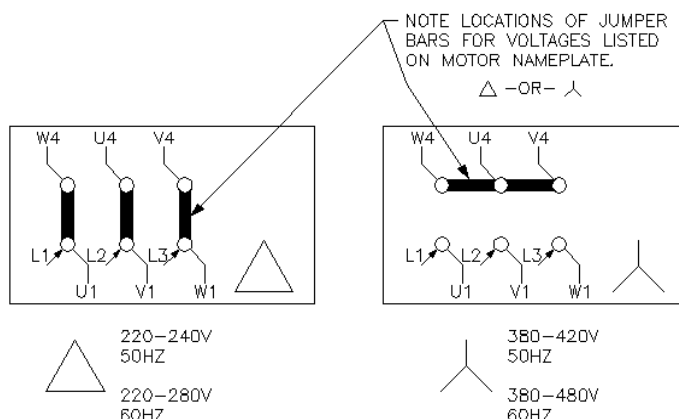 NOTE LOCATIONS OF JUMPER
BARS FOR VOLTAGES LISTED
ON MOTOR NAMEPLATE.
△ -OR- 人
W4 U4 V4
L1 L2 L3
U1 V1 W1
W4 U4 V4
L1 L2 L3
U1 V1 W1
220-240V
50HZ
220-280V
60HZ
380-420V
50HZ
380-480V
60HZ